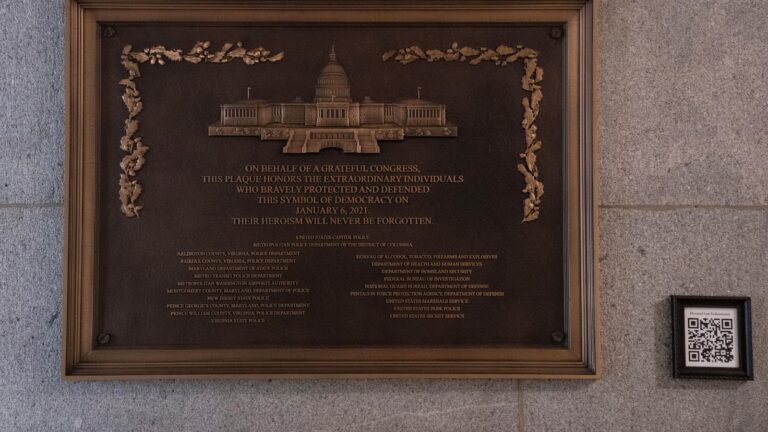 ON BEHALF OF A GRATEFUL CONGRESS,
THIS PLAQUE HONORS THE EXTRAORDINARY INDIVIDUALS
WHO BRAVELY PROTECTED AND DEFENDED
THIS SYMBOL OF DEMOCRACY ON
JANUARY 6, 2021.
THEIR HEROISM WILL NEVER BE FORGOTTEN.
UNITED STATES CAPITOL POLICE
METROPOLITAN POLICE DEPARTMENT OF THE DISTRICT OF COLUMBIA
ARLINGTON COUNTY, VIRGINIA, POLICE DEPARTMENT
FAIRFAX COUNTY, VIRGINIA, POLICE DEPARTMENT
MARYLAND DEPARTMENT OF STATE POLICE
METRO TRANSIT POLICE DEPARTMENT
METROPOLITAN WASHINGTON AIRPORTS AUTHORITY
MONTGOMERY COUNTY, MARYLAND, DEPARTMENT OF POLICE
NEW JERSEY STATE POLICE
PRINCE GEORGE'S COUNTY, MARYLAND, POLICE DEPARTMENT
PRINCE WILLIAM COUNTY, VIRGINIA, POLICE DEPARTMENT
VIRGINIA STATE POLICE
BUREAU OF ALCOHOL, TOBACCO, FIREARMS AND EXPLOSIVES
DEPARTMENT OF HEALTH AND HUMAN SERVICES
DEPARTMENT OF HOMELAND SECURITY
FEDERAL BUREAU OF INVESTIGATION
NATIONAL GUARD BUREAU, DEPARTMENT OF DEFENSE
PENTAGON FORCE PROTECTION AGENCY, DEPARTMENT OF DEFENSE
UNITED STATES MARSHALS SERVICE
UNITED STATES PARK POLICE
UNITED STATES SECRET SERVICE